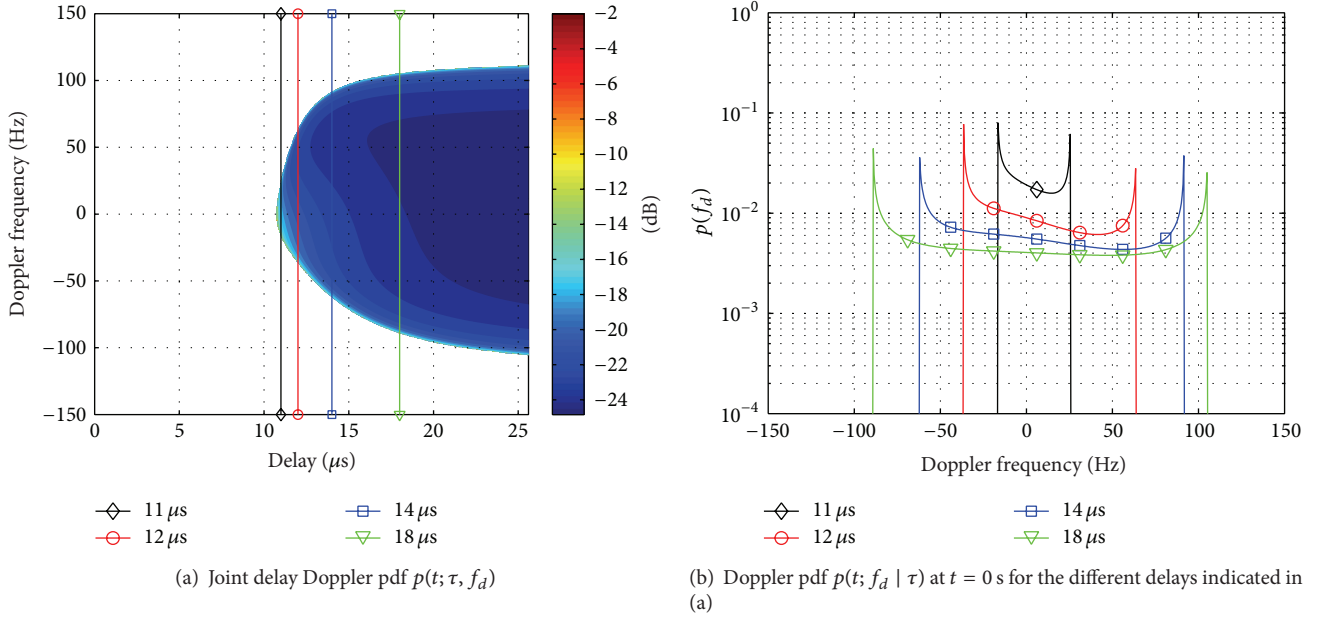 150
100
50
0
−50
−100
−150
Doppler frequency (Hz)
0
5
10
15
20
25
Delay (μs)
−2
−4
−6
−8
−10
−12
−14
−16
−18
−20
−22
−24
(dB)
11 μs
12 μs
14 μs
18 μs
(a) Joint delay Doppler pdf p(t; τ, f_d)
10^0
10^−1
10^−2
10^−3
10^−4
p(f_d)
−150
−100
−50
0
50
100
150
Doppler frequency (Hz)
11 μs
12 μs
14 μs
18 μs
(b) Doppler pdf p(t; f_d | τ) at t = 0 s for the different delays indicated in
(a)